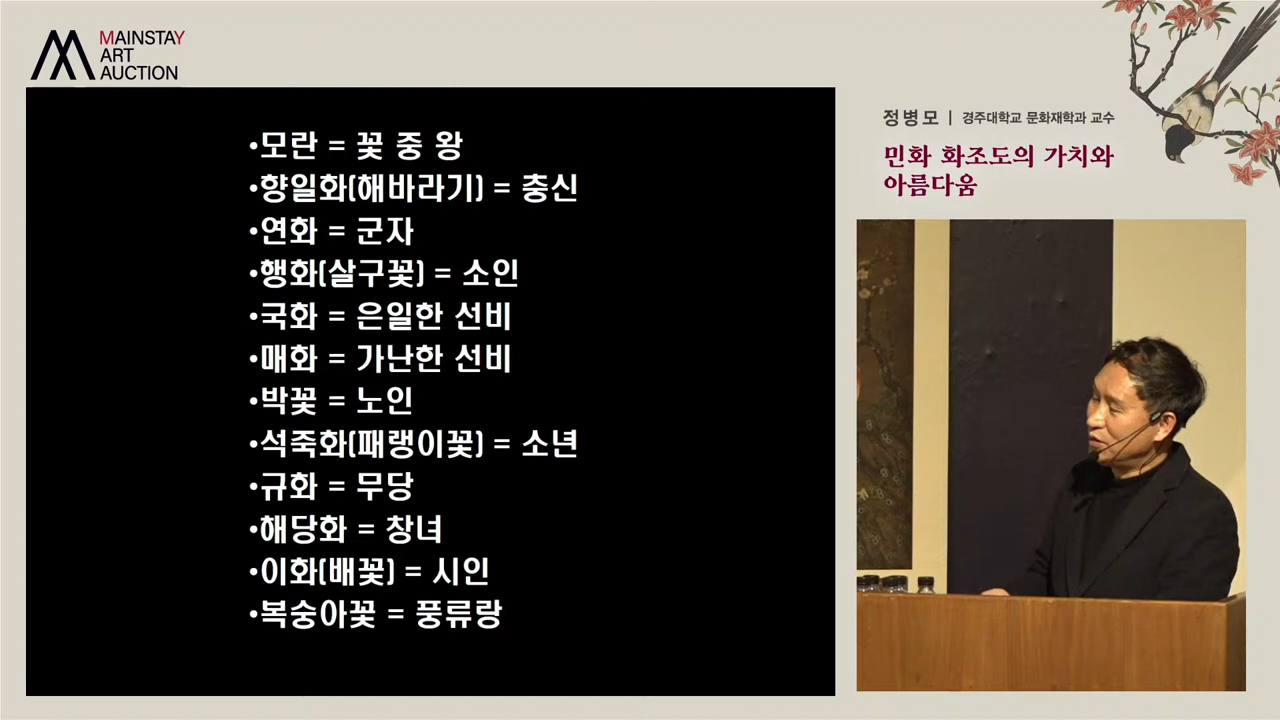 MAINSTAY
ART
AUCTION
•모란 = 꽃 중 왕
•향일화(해바라기) = 충신
•연화 = 군자
•행화(살구꽃) = 소인
•국화 = 은일한 선비
•매화 = 가난한 선비
•박꽃 = 노인
•석죽화(패랭이꽃) = 소년
•규화 = 무당
•해당화 = 창녀
•이화(배꽃) = 시인
•복숭아꽃 = 풍류랑
정병모 | 경주대학교 문화재학과 교수
민화 화조도의 가치와
아름다움